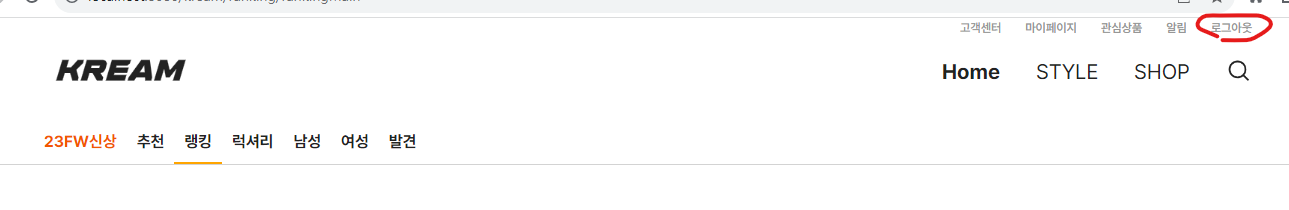 고객센터 마이페이지 관심상품 알림 로그아웃
KREAM Home STYLE SHOP
23FW신상 추천 랭킹 럭셔리 남성 여성 발견